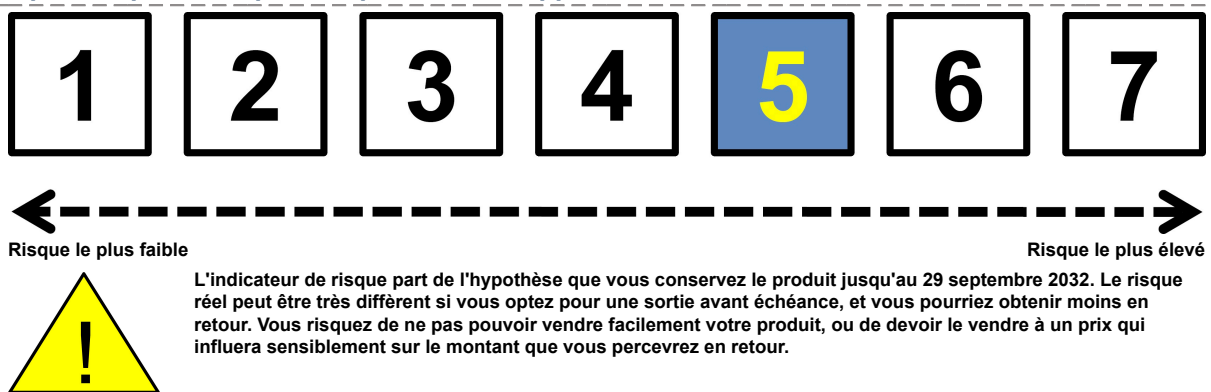 1 2 3 4 5 6 7
Risque le plus faible Risque le plus élevé
L'indicateur de risque part de l'hypothèse que vous conservez le produit jusqu'au 29 septembre 2032. Le risque
réel peut être très diffèrent si vous optez pour une sortie avant échéance, et vous pourriez obtenir moins en
retour. Vous risquez de ne pas pouvoir vendre facilement votre produit, ou de devoir le vendre à un prix qui
influera sensiblement sur le montant que vous percevrez en retour.
!